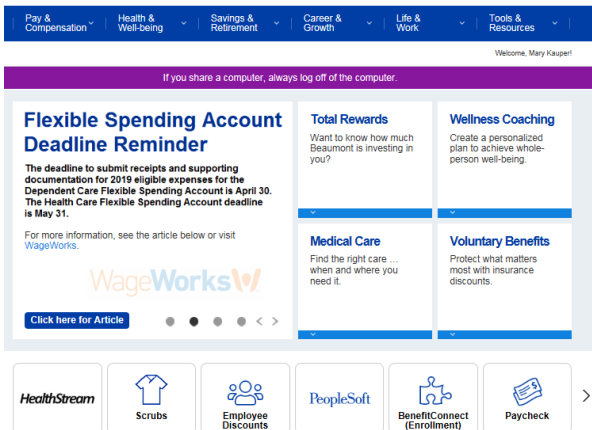 Pay &
Compensation
Health &
Well-being
Savings &
Retirement
Career &
Growth
Life &
Work
Tools &
Resources
Welcome, Mary Kauper!
If you share a computer, always log off of the computer.
Flexible Spending Account
Deadline Reminder
The deadline to submit receipts and supporting
documentation for 2019 eligible expenses for the
Dependent Care Flexible Spending Account is April 30.
The Health Care Flexible Spending Account deadline
is May 31.
For more information, see the article below or visit
WageWorks.
WageWorks
Click here for Article
Total Rewards
Want to know how much
Beaumont is investing in
you?
Wellness Coaching
Create a personalized
plan to achieve whole-
person well-being.
Medical Care
Find the right care ...
when and where you
need it.
Voluntary Benefits
Protect what matters
most with insurance
discounts.
HealthStream
Scrubs
Employee
Discounts
PeopleSoft
BenefitConnect
(Enrollment)
Paycheck